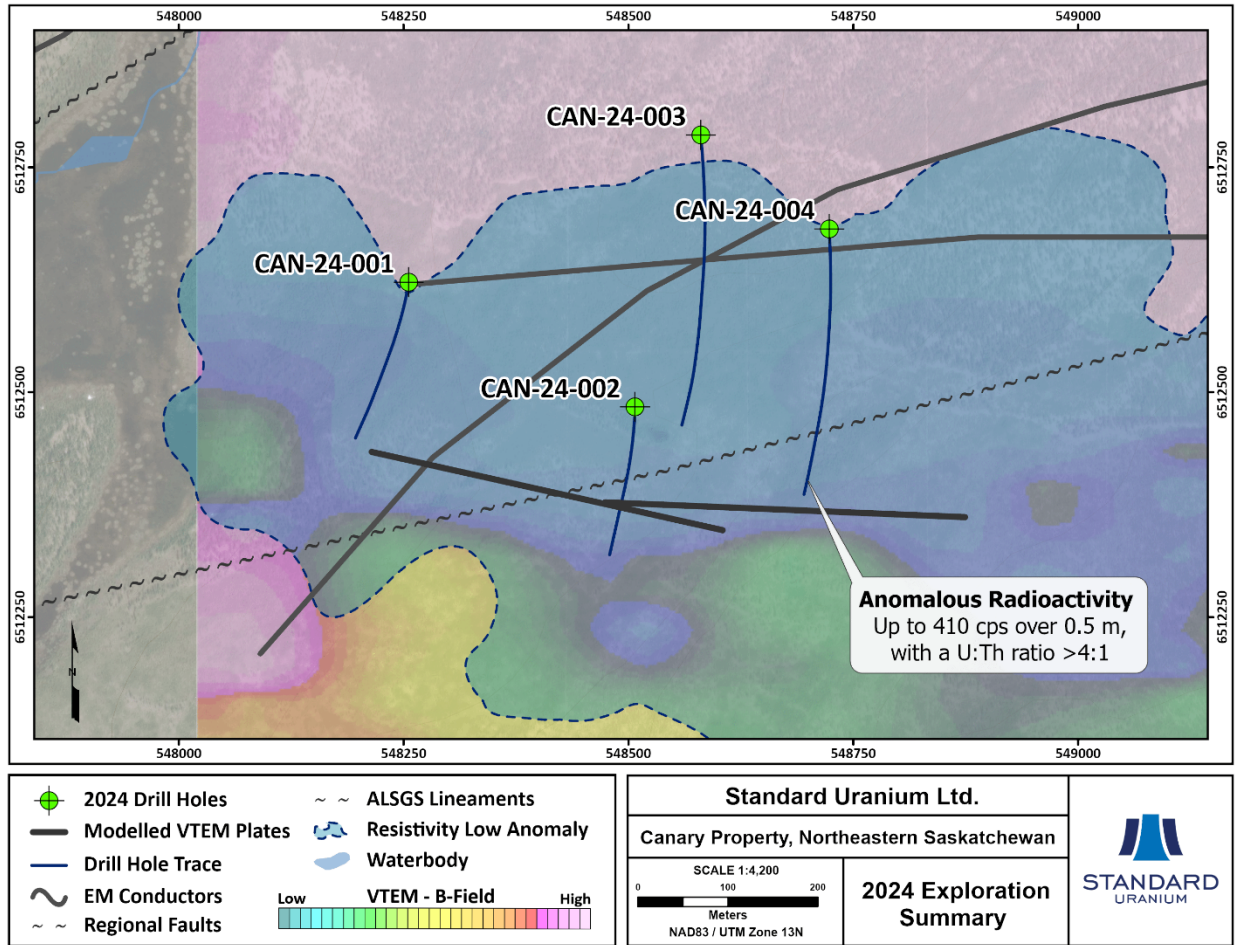 548000 548250 548500 548750 549000
6512750
6512500
6512250
6512750
6512500
6512250
CAN-24-003
CAN-24-004
CAN-24-001
CAN-24-002
Anomalous Radioactivity
Up to 410 cps over 0.5 m,
with a U:Th ratio >4:1
N
548000 548250 548500 548750 549000
2024 Drill Holes
Modelled VTEM Plates
Drill Hole Trace
EM Conductors
Regional Faults
ALSGS Lineaments
Resistivity Low Anomaly
Waterbody
Low VTEM - B-Field High
Standard Uranium Ltd.
Canary Property, Northeastern Saskatchewan
SCALE 1:4,200
0 100 200
Meters
NAD83 / UTM Zone 13N
2024 Exploration
Summary
STANDARD
URANIUM